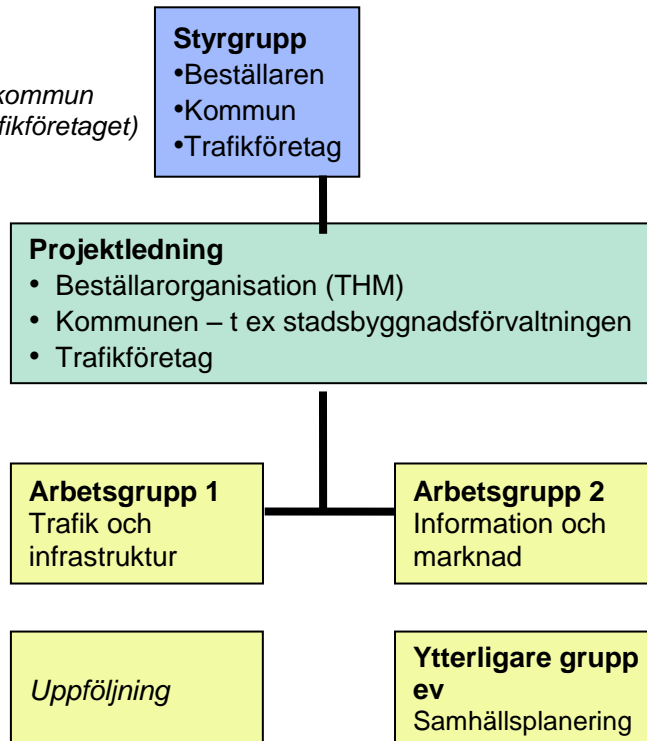 Styrgrupp
•Beställaren
•Kommun
•Trafikföretag
kommun
fikföretaget)
Projektledning
• Beställarorganisation (THM)
• Kommunen – t ex stadsbyggnadsförvaltningen
• Trafikföretag
Arbetsgrupp 1
Trafik och
infrastruktur
Arbetsgrupp 2
Information och
marknad
Uppföljning
Ytterligare grupp
ev
Samhällsplanering